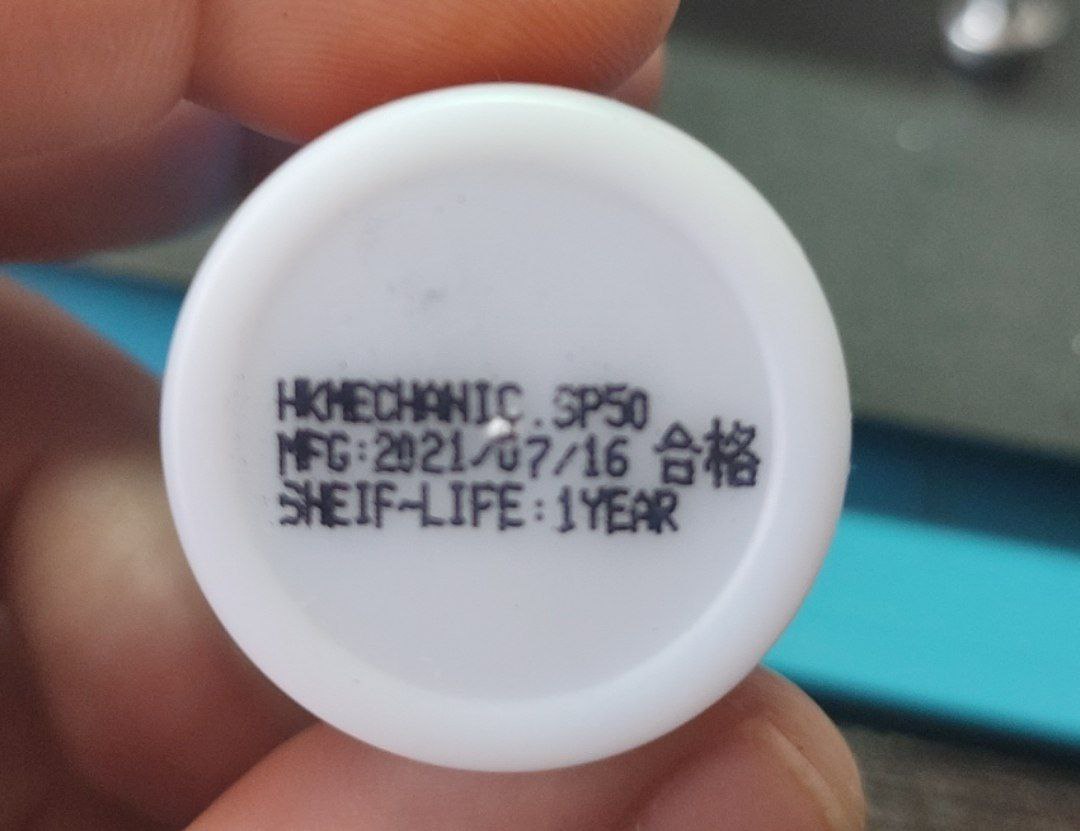 HKMECHANIC.SP50
MFG:2021/07/16 合格
SHEIF-LIFE:1YEAR